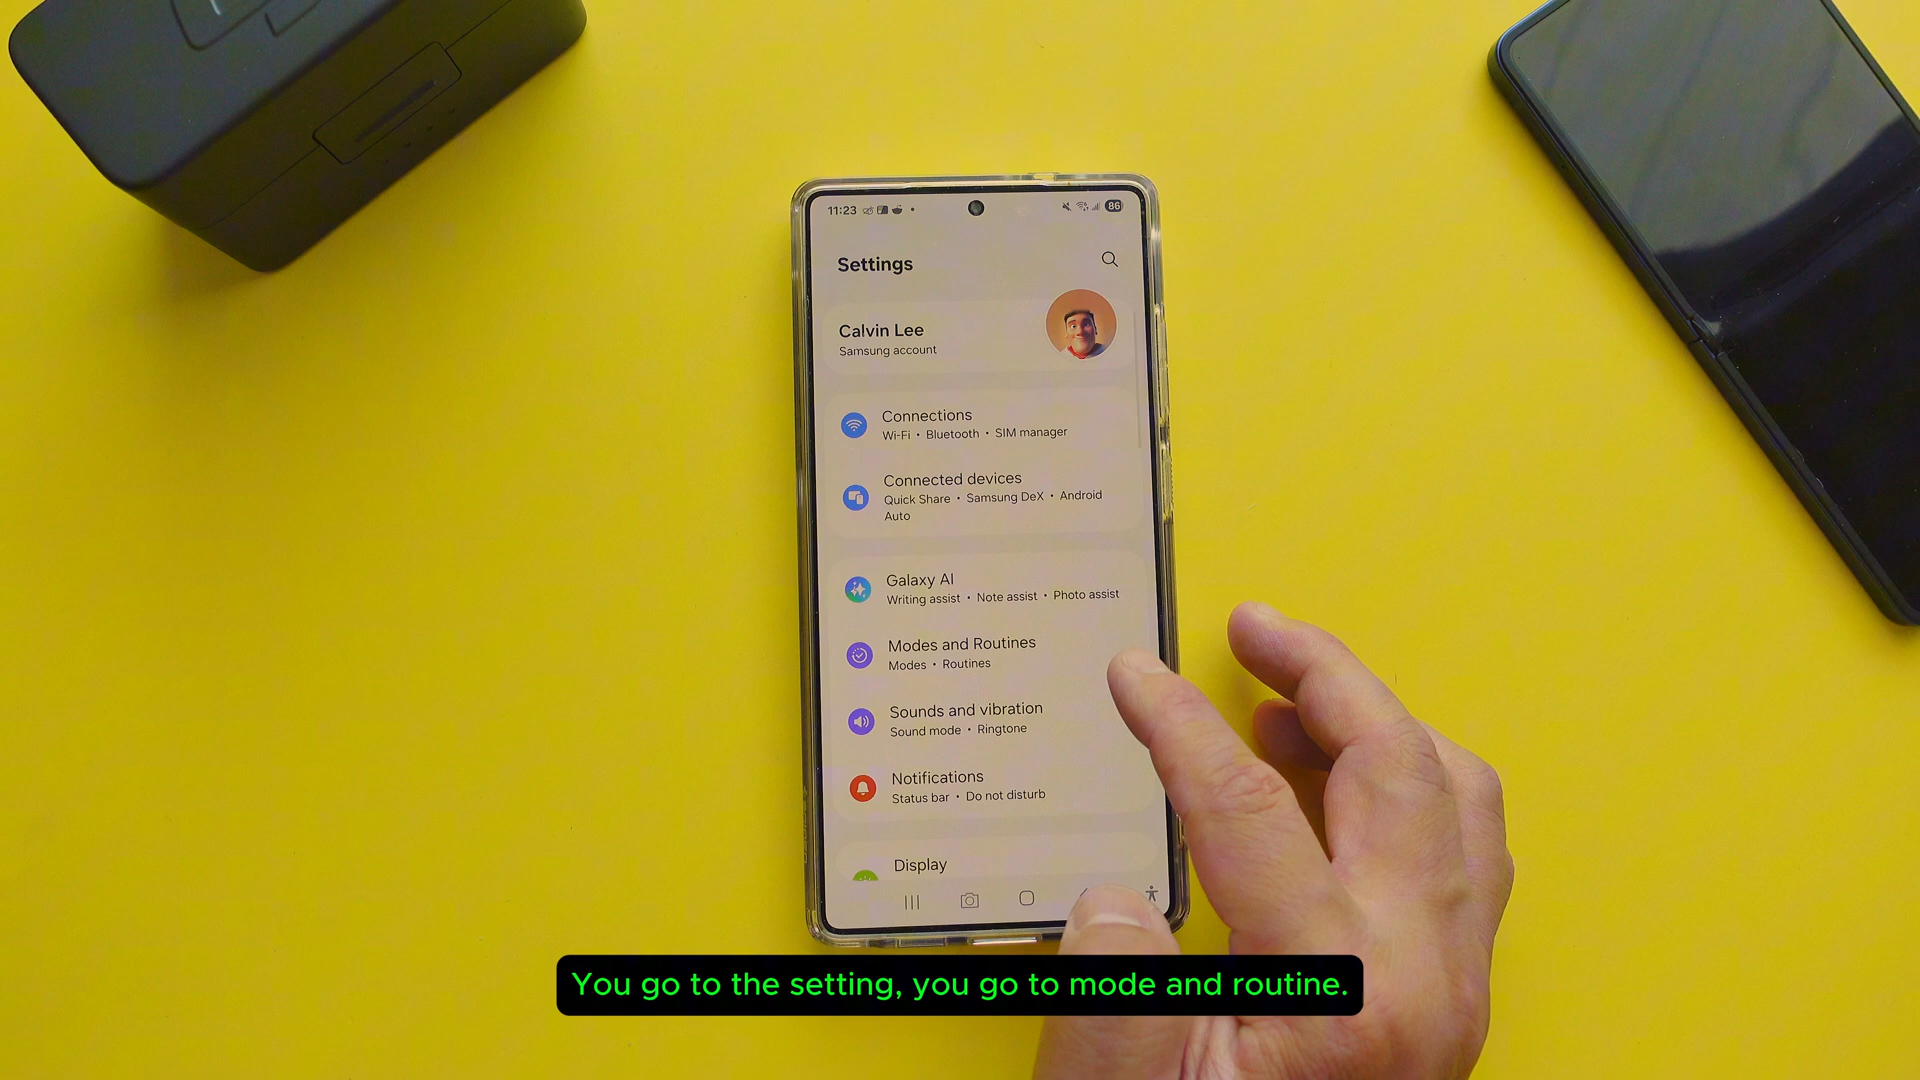 11:23
86
Settings
Calvin Lee
Samsung account
Connections
Wi-Fi • Bluetooth • SIM manager
Connected devices
Quick Share • Samsung DeX • Android
Auto
Galaxy AI
Writing assist • Note assist • Photo assist
Modes and Routines
Modes • Routines
Sounds and vibration
Sound mode • Ringtone
Notifications
Status bar • Do not disturb
Display
You go to the setting, you go to mode and routine.